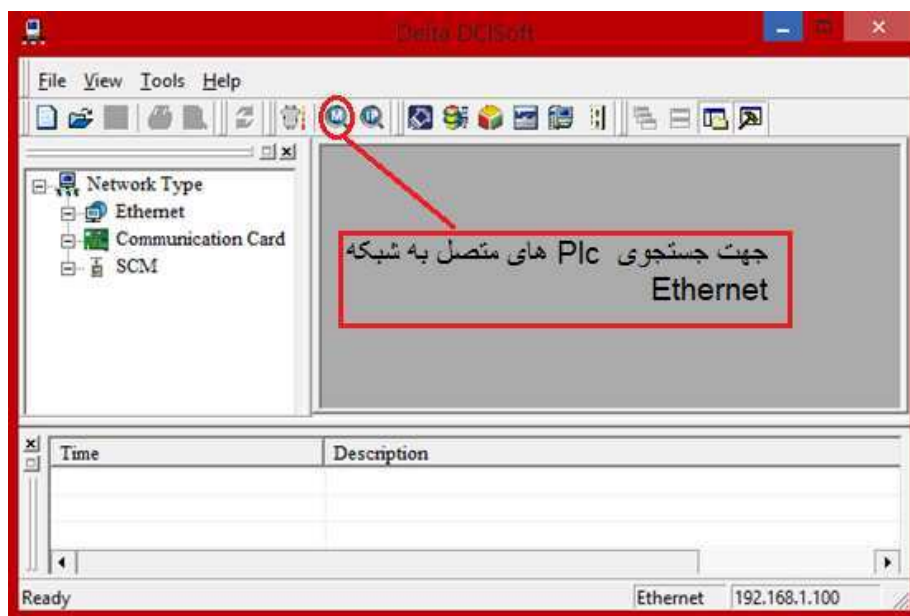 Delta DCISoft
File View Tools Help
Network Type
Ethernet
Communication Card
SCM
جهت جستجوی Plc های متصل به شبکه
Ethernet
Time Description
Ready Ethernet 192.168.1.100